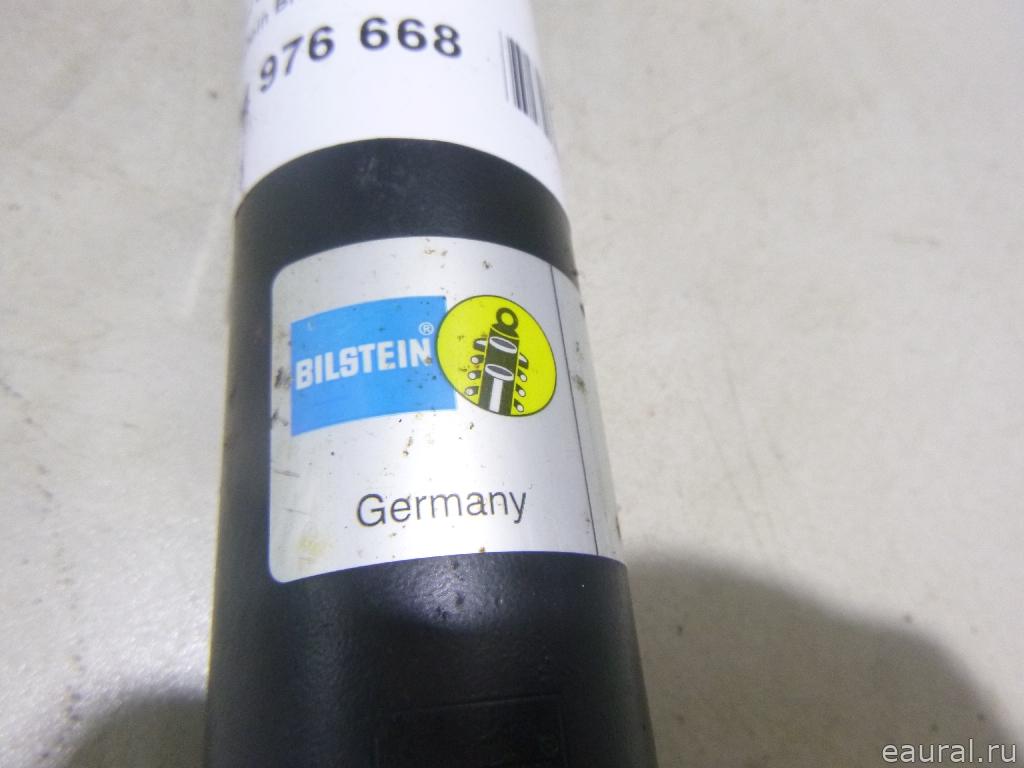 976 668
BILSTEIN®
Germany
eaural.ru